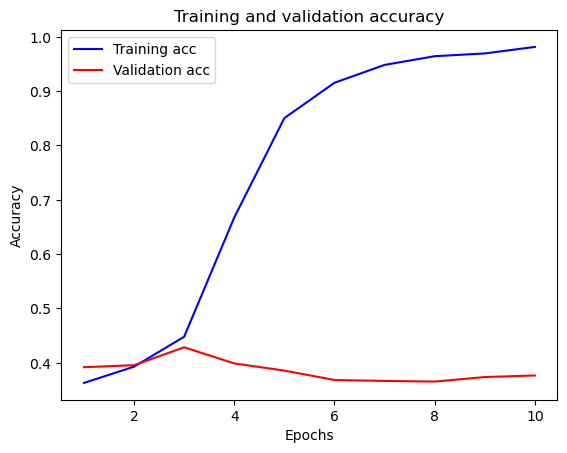 Training and validation accuracy
Training acc
Validation acc
1.0
0.9
0.8
0.7
0.6
0.5
0.4
Accuracy
2 4 6 8 10
Epochs